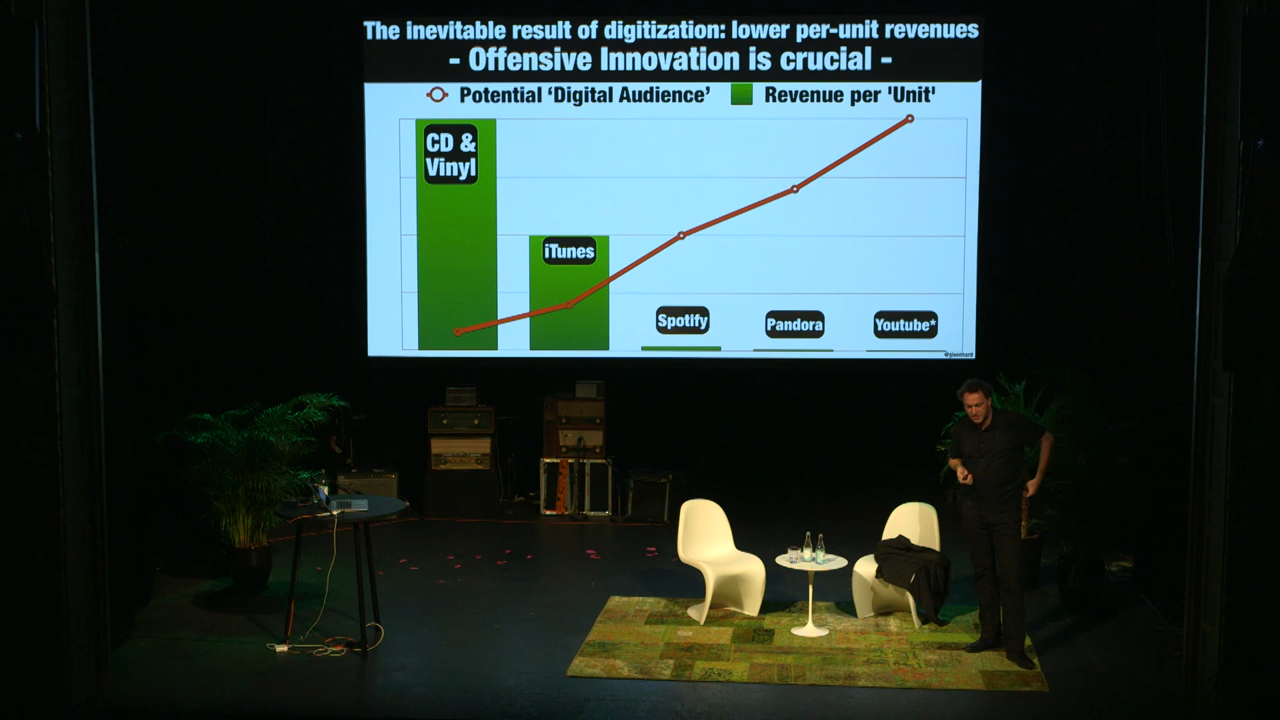 The inevitable result of digitization: lower per-unit revenues
- Offensive Innovation is crucial -
Potential ‘Digital Audience’ Revenue per 'Unit'
CD &
Vinyl
iTunes
Spotify
Pandora
Youtube*
@gleonhard